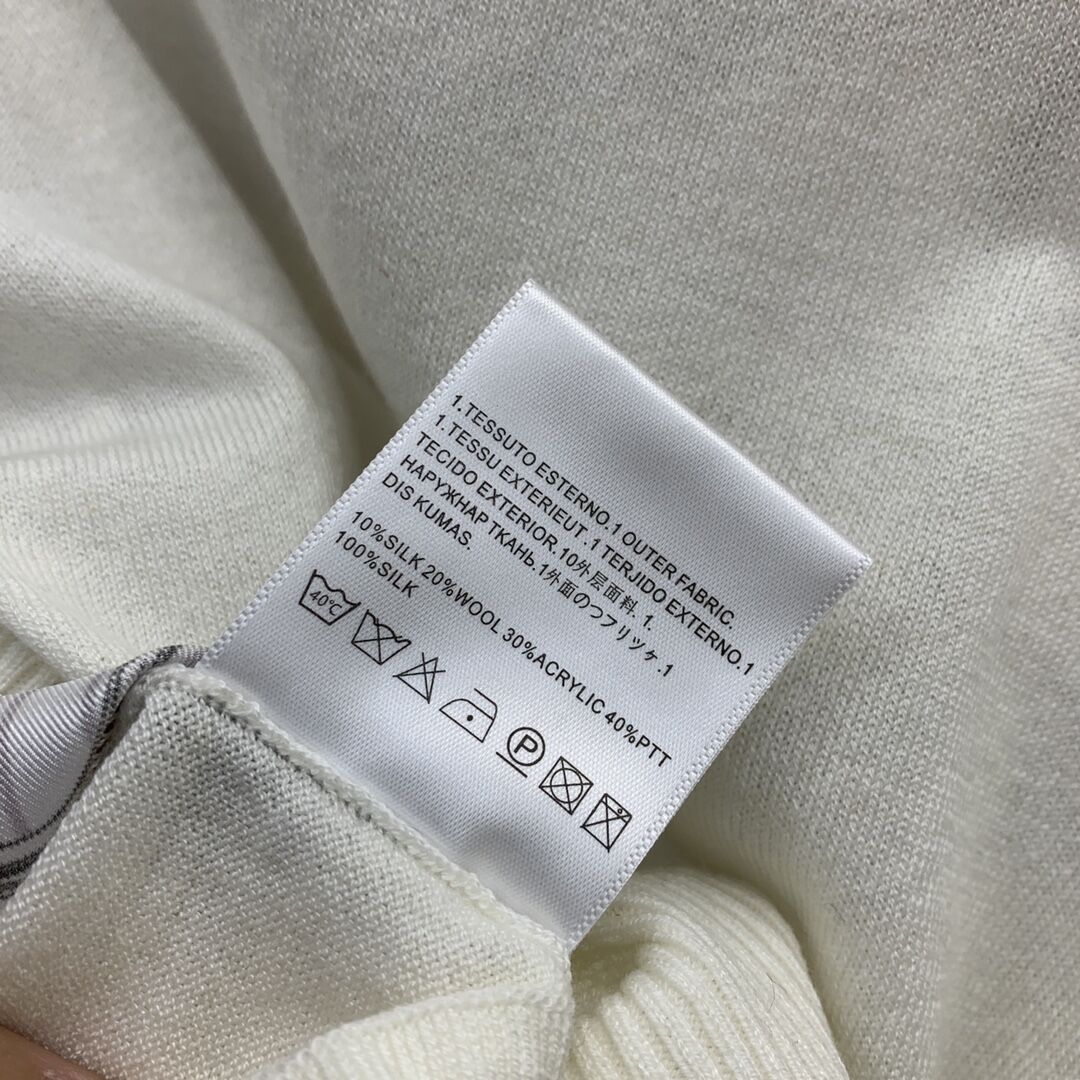 1.TESSUTO ESTERNO.1 OUTER FABRIC.
1.TESSU EXTERIEUT .1 TERJIDO EXTERNO.1
TECIDO EXTERIOR.10外层面料. 1.
НАРУЖНАР ТКАНЬ.1外面のつフリツヶ.1
DIS KUMAS.
10%SILK 20%WOOL 30%ACRYLIC 40%PTT
100%SILK
40°C
P